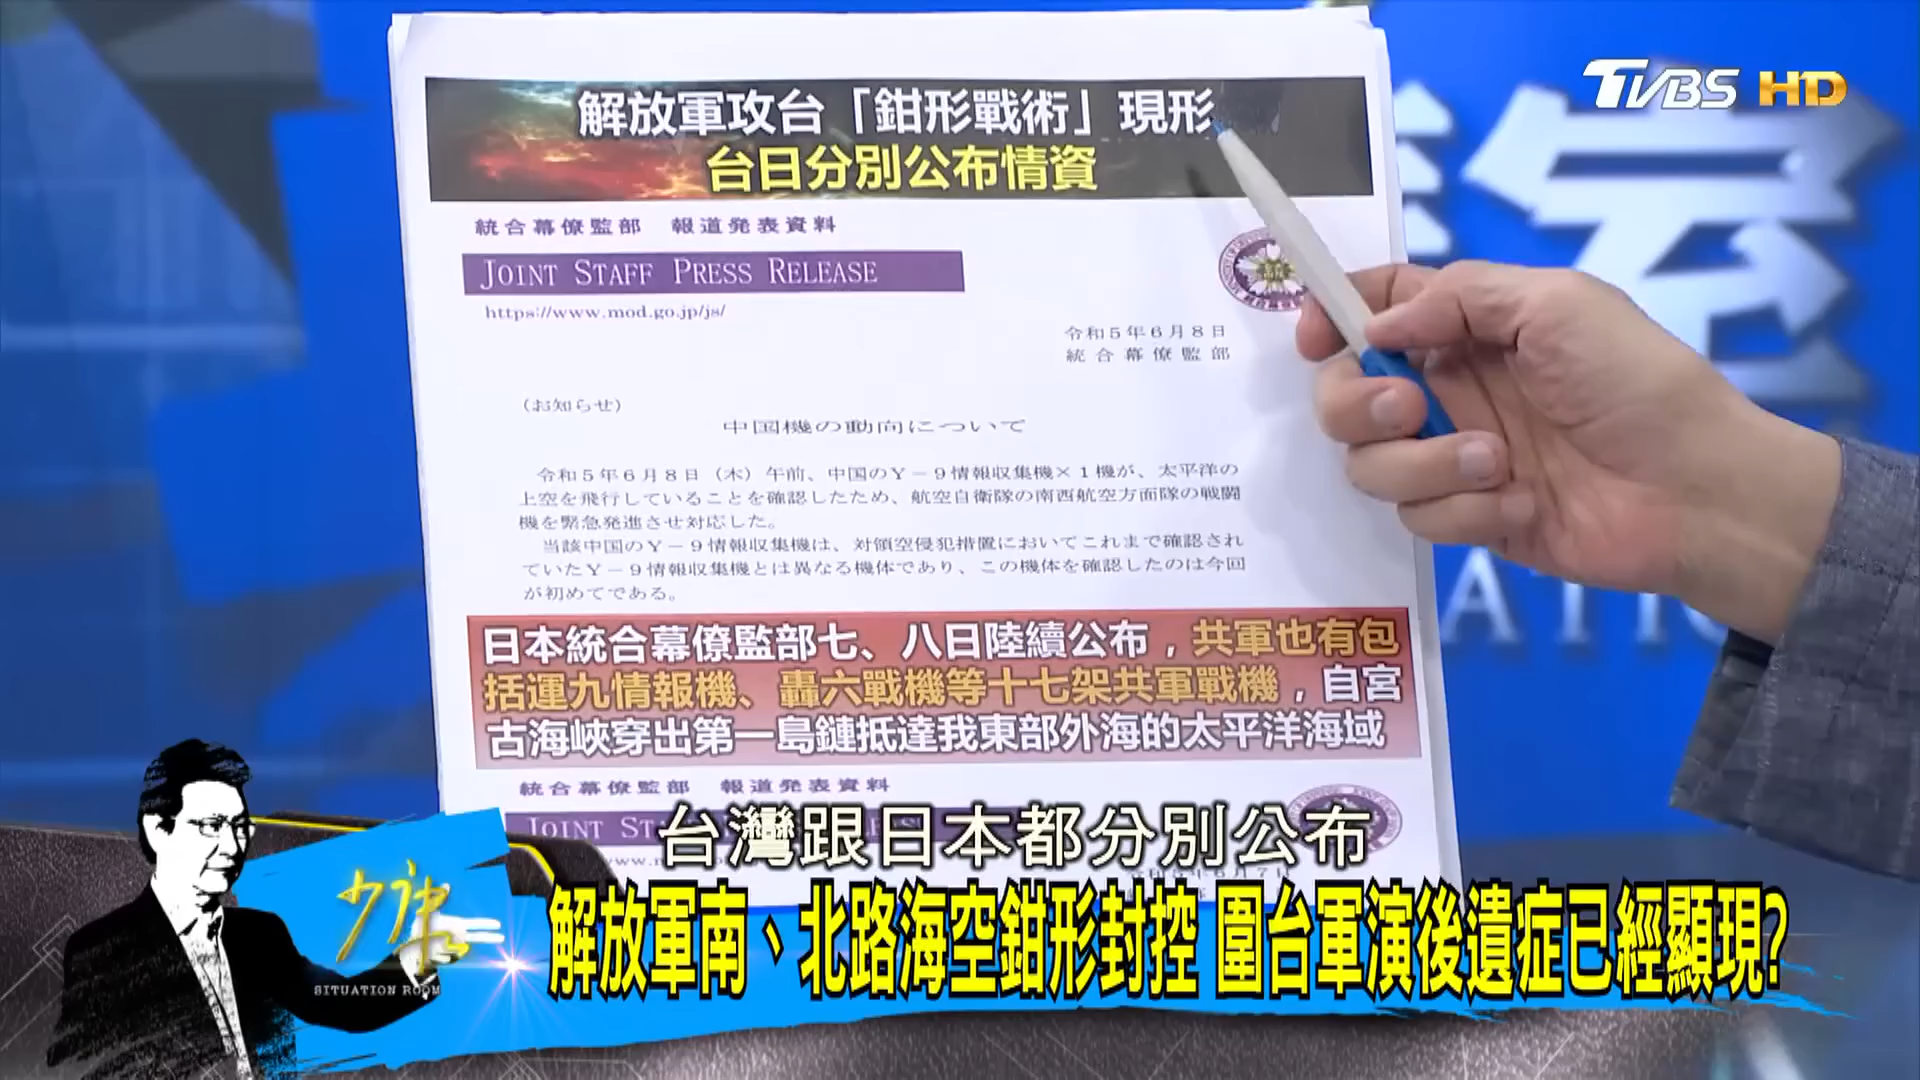 TVBS HD
解放軍攻台「鉗形戰術」現形
台日分別公布情資
統合幕僚監部　報道発表資料
JOINT STAFF PRESS RELEASE
https://www.mod.go.jp/js/
令和５年６月８日
統合幕僚監部
（お知らせ）
中国機の動向について
令和５年６月８日（木）午前、中国のＹ－９情報収集機×１機が、太平洋の
上空を飛行していることを確認したため、航空自衛隊の南西航空方面隊の戦闘
機を緊急発進させ対応した。
当該中国のＹ－９情報収集機は、対領空侵犯措置においてこれまで確認され
ていたＹ－９情報収集機とは異なる機体であり、この機体を確認したのは今回
が初めてである。
日本統合幕僚監部七、八日陸續公布，共軍也有包
括運九情報機、轟六戰機等十七架共軍戰機，自宮
古海峽穿出第一島鏈抵達我東部外海的太平洋海域
統合幕僚監部　報道発表資料
JOINT ST
台灣跟日本都分別公布
少康
SITUATION ROOM
解放軍南、北路海空鉗形封控 圍台軍演後遺症已經顯現?